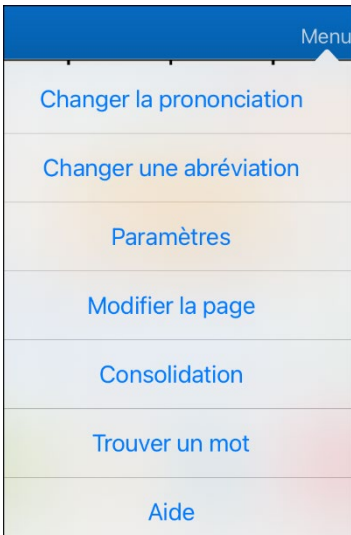 Menu
Changer la prononciation
Changer une abréviation
Paramètres
Modifier la page
Consolidation
Trouver un mot
Aide